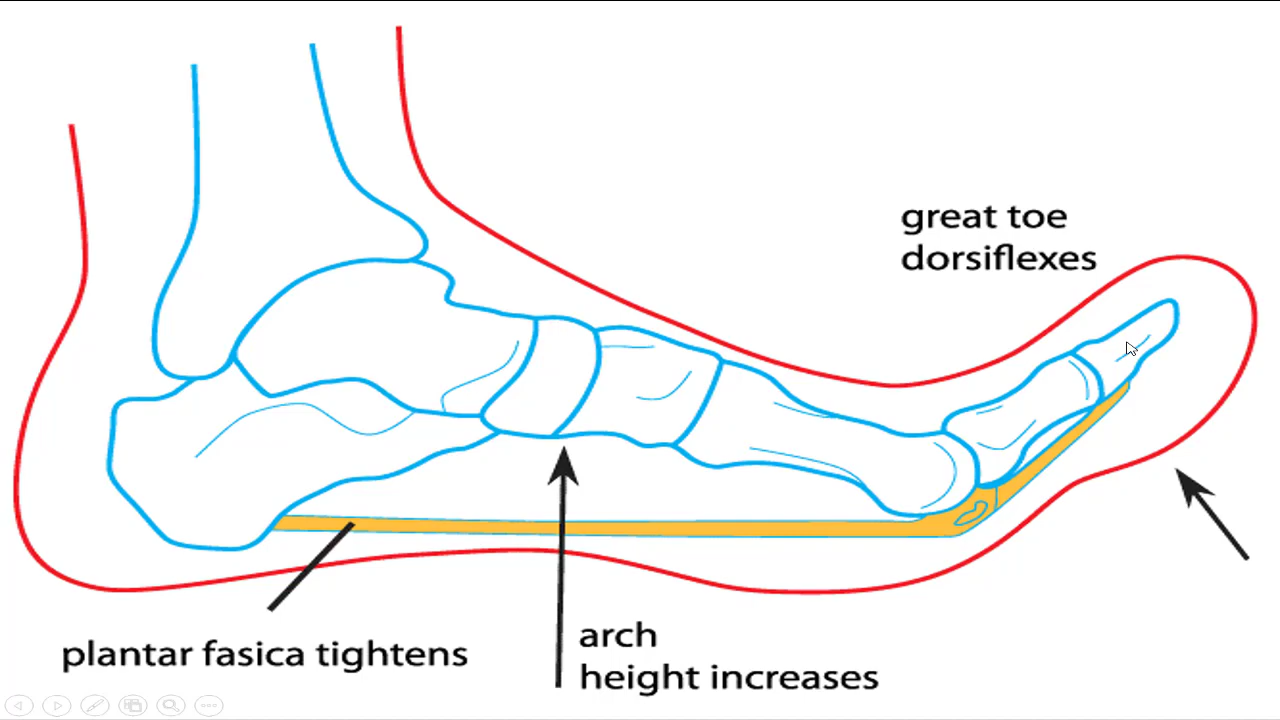 great toe
dorsiflexes
plantar fasica tightens
arch
height increases